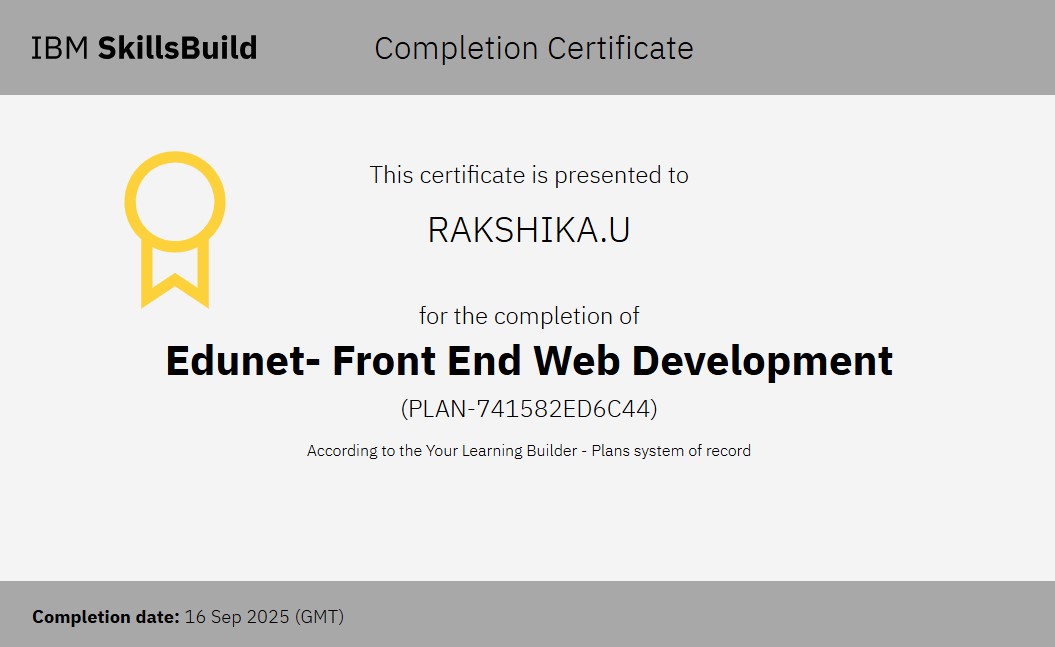 IBM SkillsBuild
Completion Certificate
This certificate is presented to
RAKSHIKA.U
for the completion of
Edunet- Front End Web Development
(PLAN-741582ED6C44)
According to the Your Learning Builder - Plans system of record
Completion date: 16 Sep 2025 (GMT)